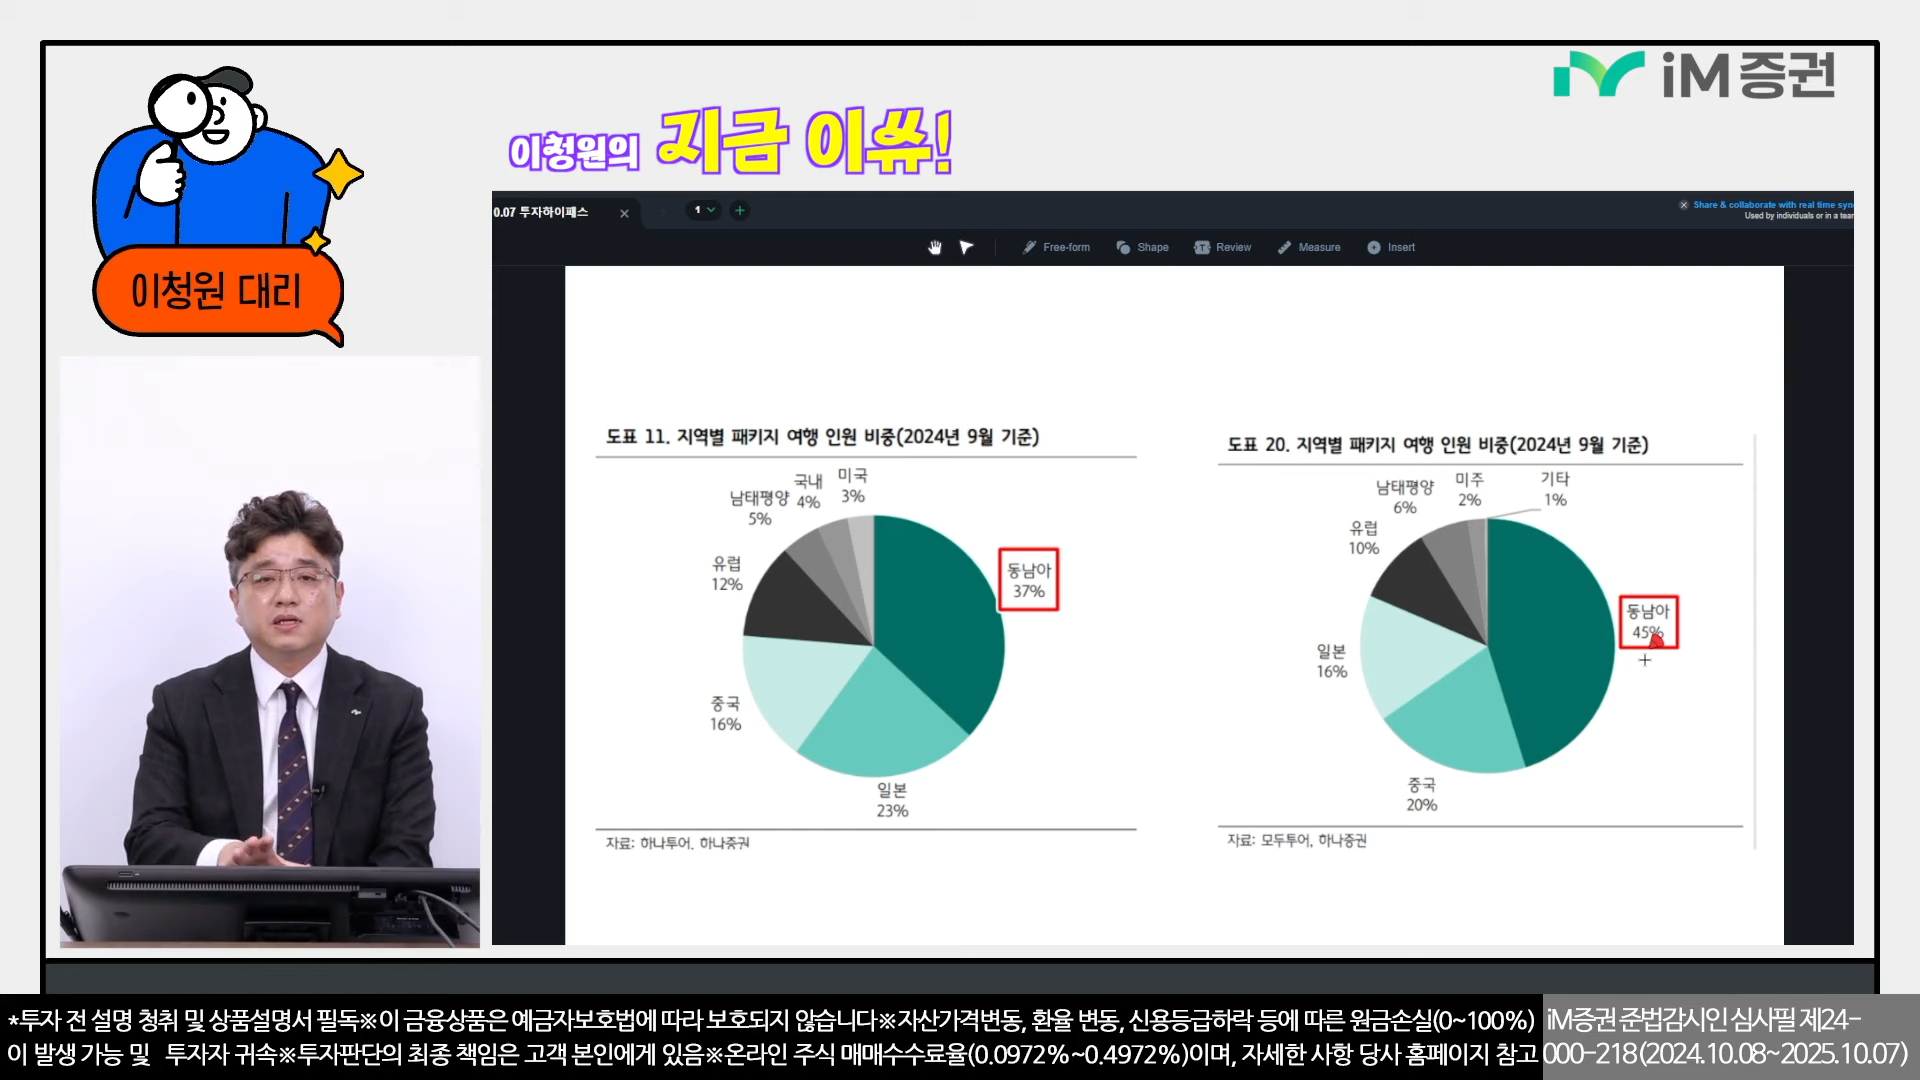 iM증권
이청원의 지금 이슈!
이청원 대리
0.07 투자하이패스
1
Share & collaborate with real time syn
Used by individuals or in a tear
Free-form
Shape
Review
Measure
Insert
도표 11. 지역별 패키지 여행 인원 비중(2024년 9월 기준)
미국
3%
국내
4%
남태평양
5%
유럽
12%
동남아
37%
중국
16%
일본
23%
자료: 하나투어, 하나증권
도표 20. 지역별 패키지 여행 인원 비중(2024년 9월 기준)
기타
1%
미주
2%
남태평양
6%
유럽
10%
동남아
45%
일본
16%
중국
20%
자료: 모두투어, 하나증권
*투자 전 설명 청취 및 상품설명서 필독※이 금융상품은 예금자보호법에 따라 보호되지 않습니다※자산가격변동, 환율 변동, 신용등급하락 등에 따른 원금손실(0~100%)
이 발생 가능 및 투자자 귀속※투자판단의 최종 책임은 고객 본인에게 있음※온라인 주식 매매수수료율(0.0972%~0.4972%)이며, 자세한 사항 당사 홈페이지 참고
iM증권 준법감시인 심사필 제24-
000-218(2024.10.08~2025.10.07)